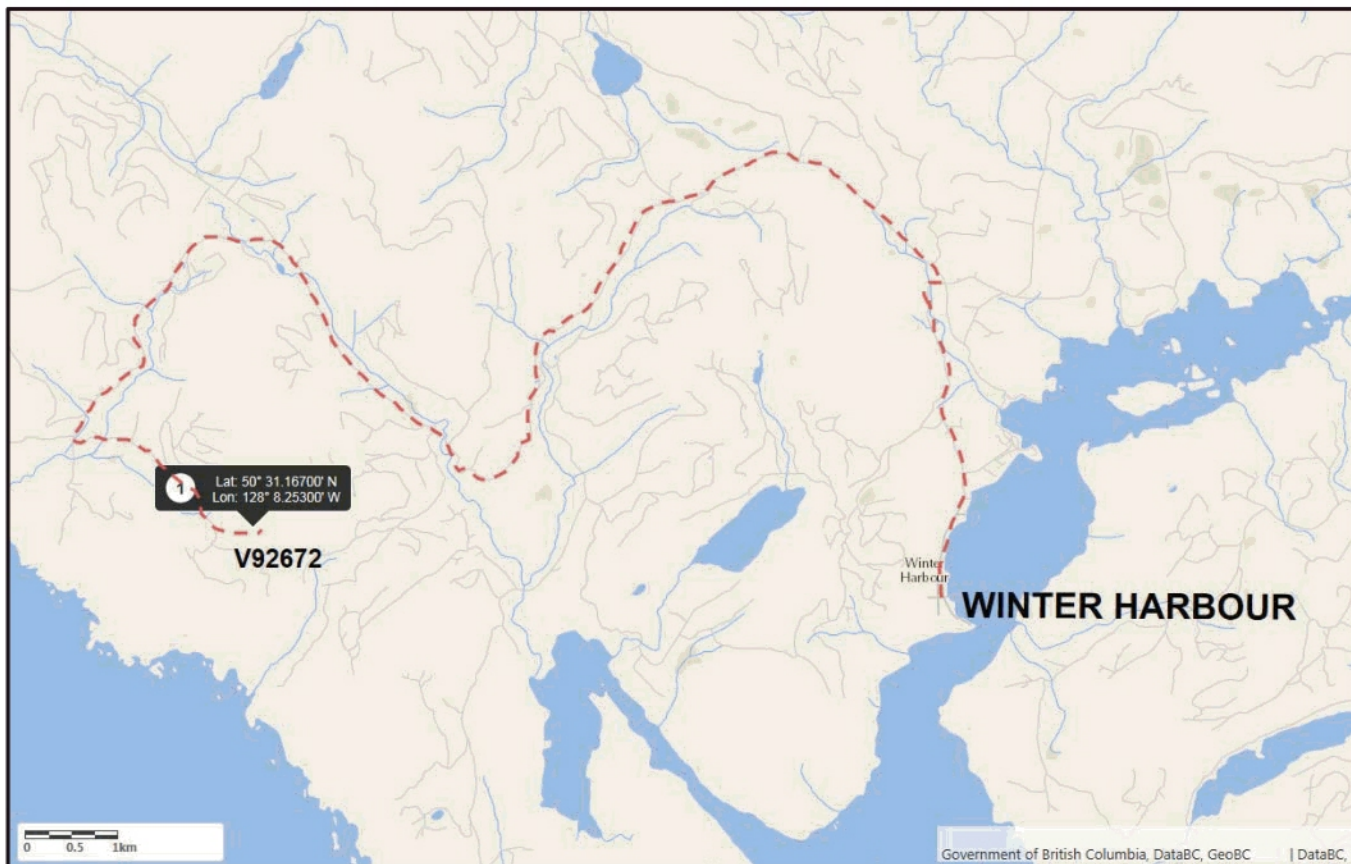 1
Lat: 50° 31.16700' N
Lon: 128° 8.25300' W
V92672
Winter
Harbour
WINTER HARBOUR
0 0.5 1km
Government of British Columbia, DataBC, GeoBC | DataBC,